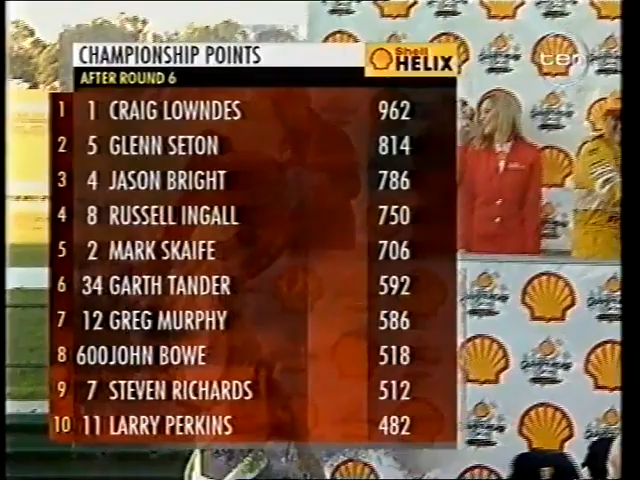 CHAMPIONSHIP POINTS
Shell
HELIX
AFTER ROUND 6
ten
1 1 CRAIG LOWNDES 962
2 5 GLENN SETON 814
3 4 JASON BRIGHT 786
4 8 RUSSELL INGALL 750
5 2 MARK SKAIFE 706
6 34 GARTH TANDER 592
7 12 GREG MURPHY 586
8 600 JOHN BOWE 518
9 7 STEVEN RICHARDS 512
10 11 LARRY PERKINS 482